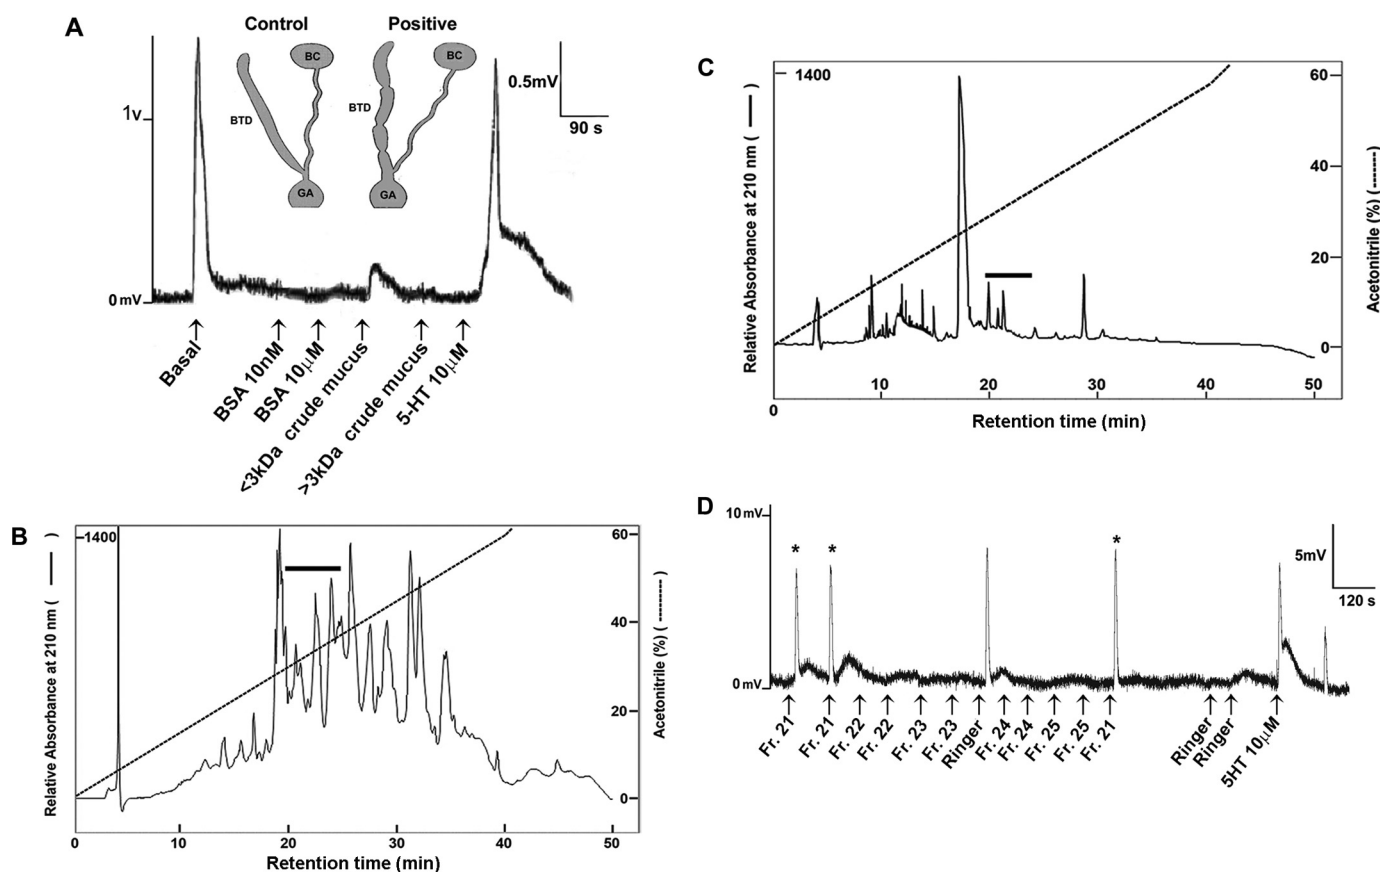 A
Control
Positive
BC
BC
BTD
BTD
GA
GA
1v
0 mV
0.5mV
90 s
Basal
BSA 10nM
BSA 10μM
<3kDa crude mucus
>3kDa crude mucus
5-HT 10μM
B
Relative Absorbance at 210 nm ( — )
1400
60
40
20
0
Acetonitrile (%) ( ------- )
0
10
20
30
40
50
Retention time (min)
C
Relative Absorbance at 210 nm ( — )
1400
60
40
20
0
Acetonitrile (%) (------)
0
10
20
30
40
50
Retention time (min)
D
10 mV
0 mV
*
*
*
5mV
120 s
Fr. 21
Fr. 21
Fr. 22
Fr. 22
Fr. 23
Fr. 23
Ringer
Fr. 24
Fr. 24
Fr. 25
Fr. 25
Fr. 21
Ringer
Ringer
5HT 10μM